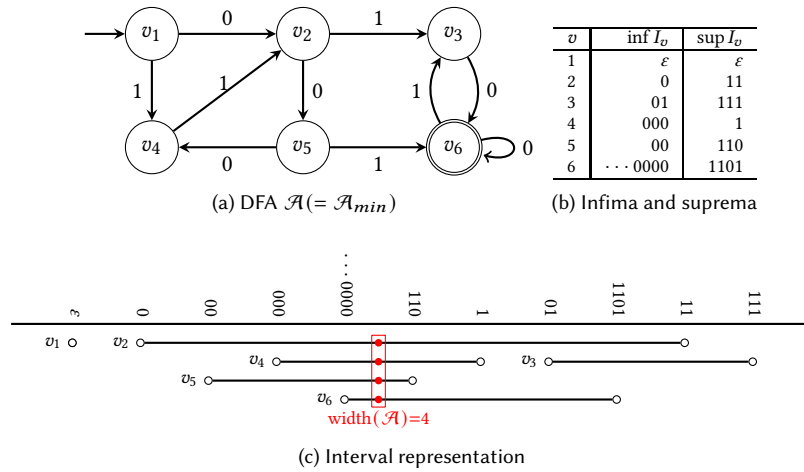 v1 0 v2 1 v3
1 1 0 1 0
v4 0 v5 1 v6 0
(a) DFA 𝒜(= 𝒜min)
v inf Iv sup Iv
1 ε ε
2 0 11
3 01 111
4 000 1
5 00 110
6 ···0000 1101
(b) Infima and suprema
ε 0 00 000 ···0000 110 1 01 1101 11 111
v1 v2
v4 v3
v5
v6
width(𝒜)=4
(c) Interval representation